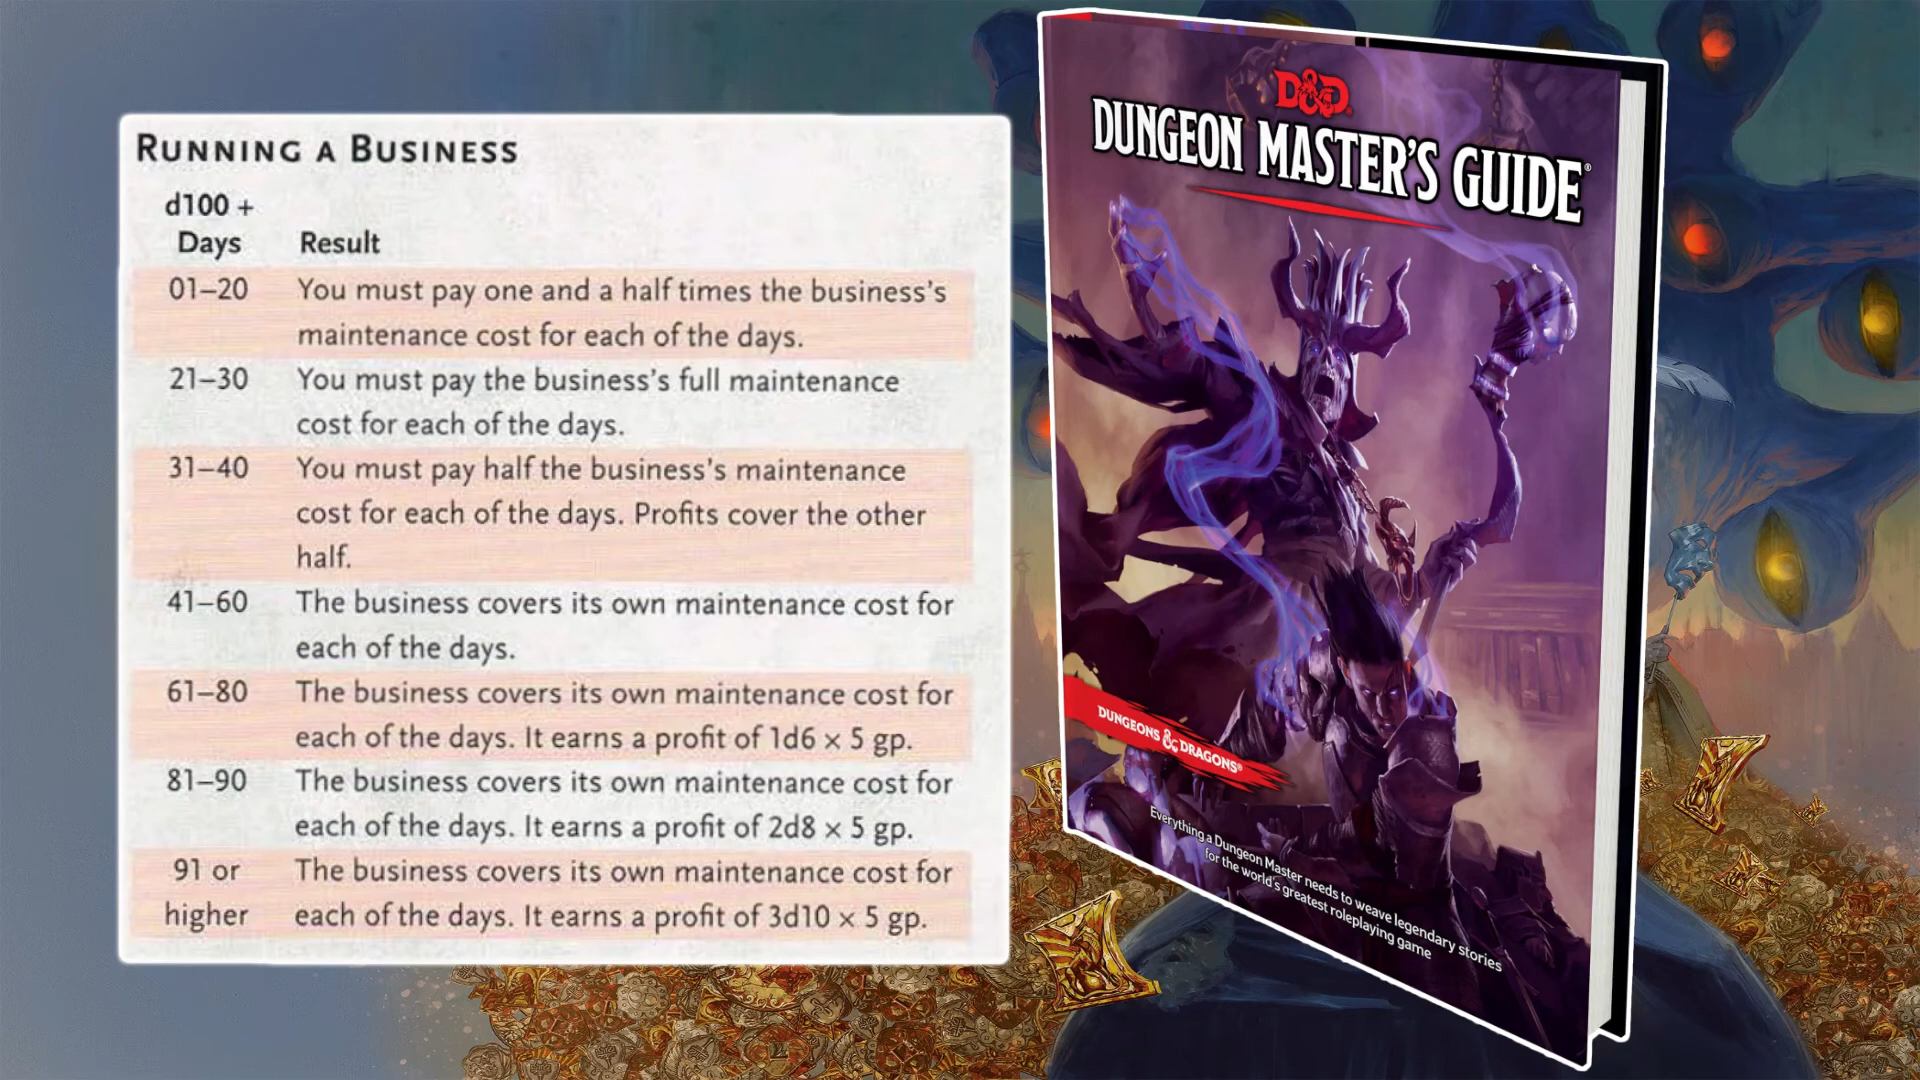 RUNNING A BUSINESS
d100 +
Days Result
01–20 You must pay one and a half times the business's
maintenance cost for each of the days.
21–30 You must pay the business's full maintenance
cost for each of the days.
31–40 You must pay half the business's maintenance
cost for each of the days. Profits cover the other
half.
41–60 The business covers its own maintenance cost for
each of the days.
61–80 The business covers its own maintenance cost for
each of the days. It earns a profit of 1d6 × 5 gp.
81–90 The business covers its own maintenance cost for
each of the days. It earns a profit of 2d8 × 5 gp.
91 or The business covers its own maintenance cost for
higher each of the days. It earns a profit of 3d10 × 5 gp.
D&D
DUNGEON MASTER'S GUIDE®
DUNGEONS & DRAGONS®
Everything a Dungeon Master needs to weave legendary stories
for the world's greatest roleplaying game